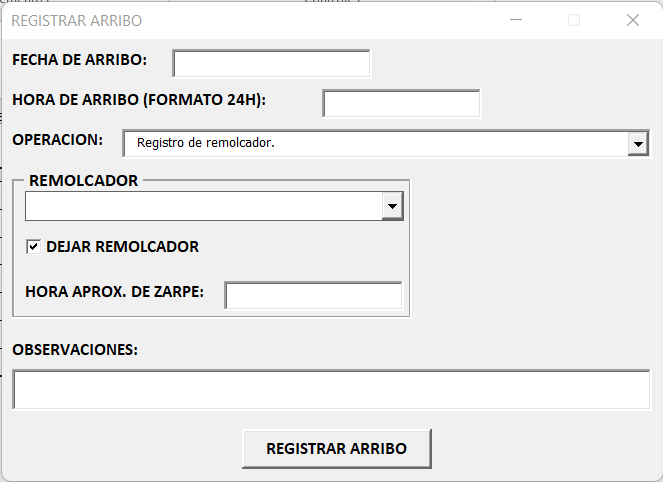 REGISTRAR ARRIBO
FECHA DE ARRIBO:
HORA DE ARRIBO (FORMATO 24H):
OPERACION: Registro de remolcador.
REMOLCADOR
DEJAR REMOLCADOR
HORA APROX. DE ZARPE:
OBSERVACIONES:
REGISTRAR ARRIBO